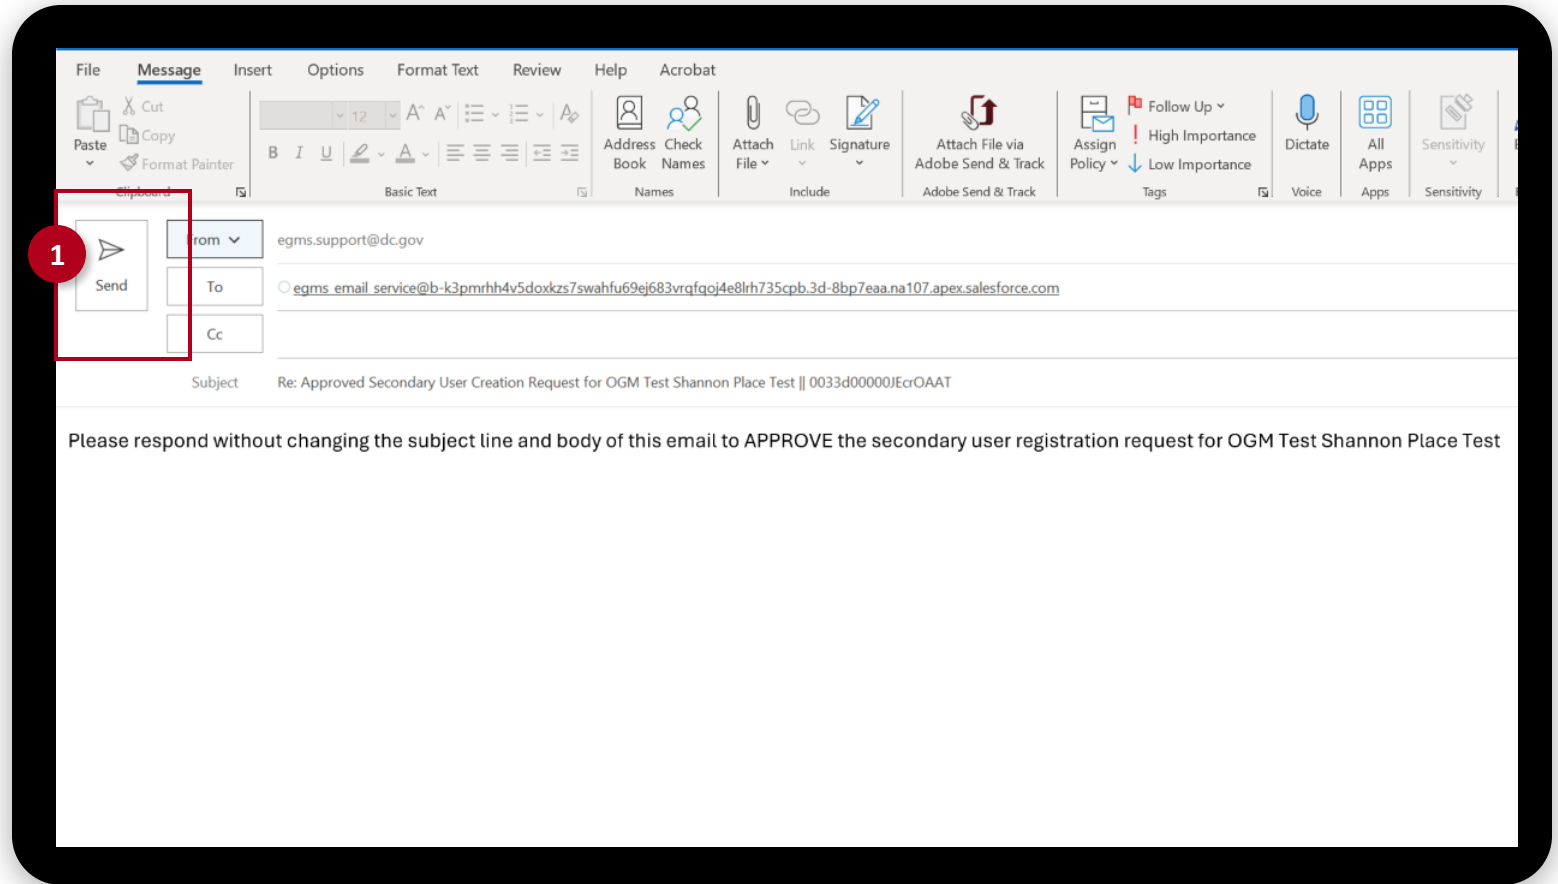 File Message Insert Options Format Text Review Help Acrobat
Paste
Cut
Copy
Format Painter
Clipboard
12
B I U
Basic Text
Address Book
Check Names
Names
Attach File
Link
Signature
Include
Attach File via Adobe Send & Track
Adobe Send & Track
Assign Policy
Follow Up
High Importance
Low Importance
Tags
Dictate
Voice
All Apps
Apps
Sensitivity
Sensitivity
1
Send
From
egms.support@dc.gov
To
egms_email_service@b-k3pmrhh4v5doxkzs7swahfu69ej683vrqfqoj4e8lrh735cpb.3d-8bp7eaa.na107.apex.salesforce.com
Cc
Subject
Re: Approved Secondary User Creation Request for OGM Test Shannon Place Test || 0033d00000JEcrOAAT
Please respond without changing the subject line and body of this email to APPROVE the secondary user registration request for OGM Test Shannon Place Test